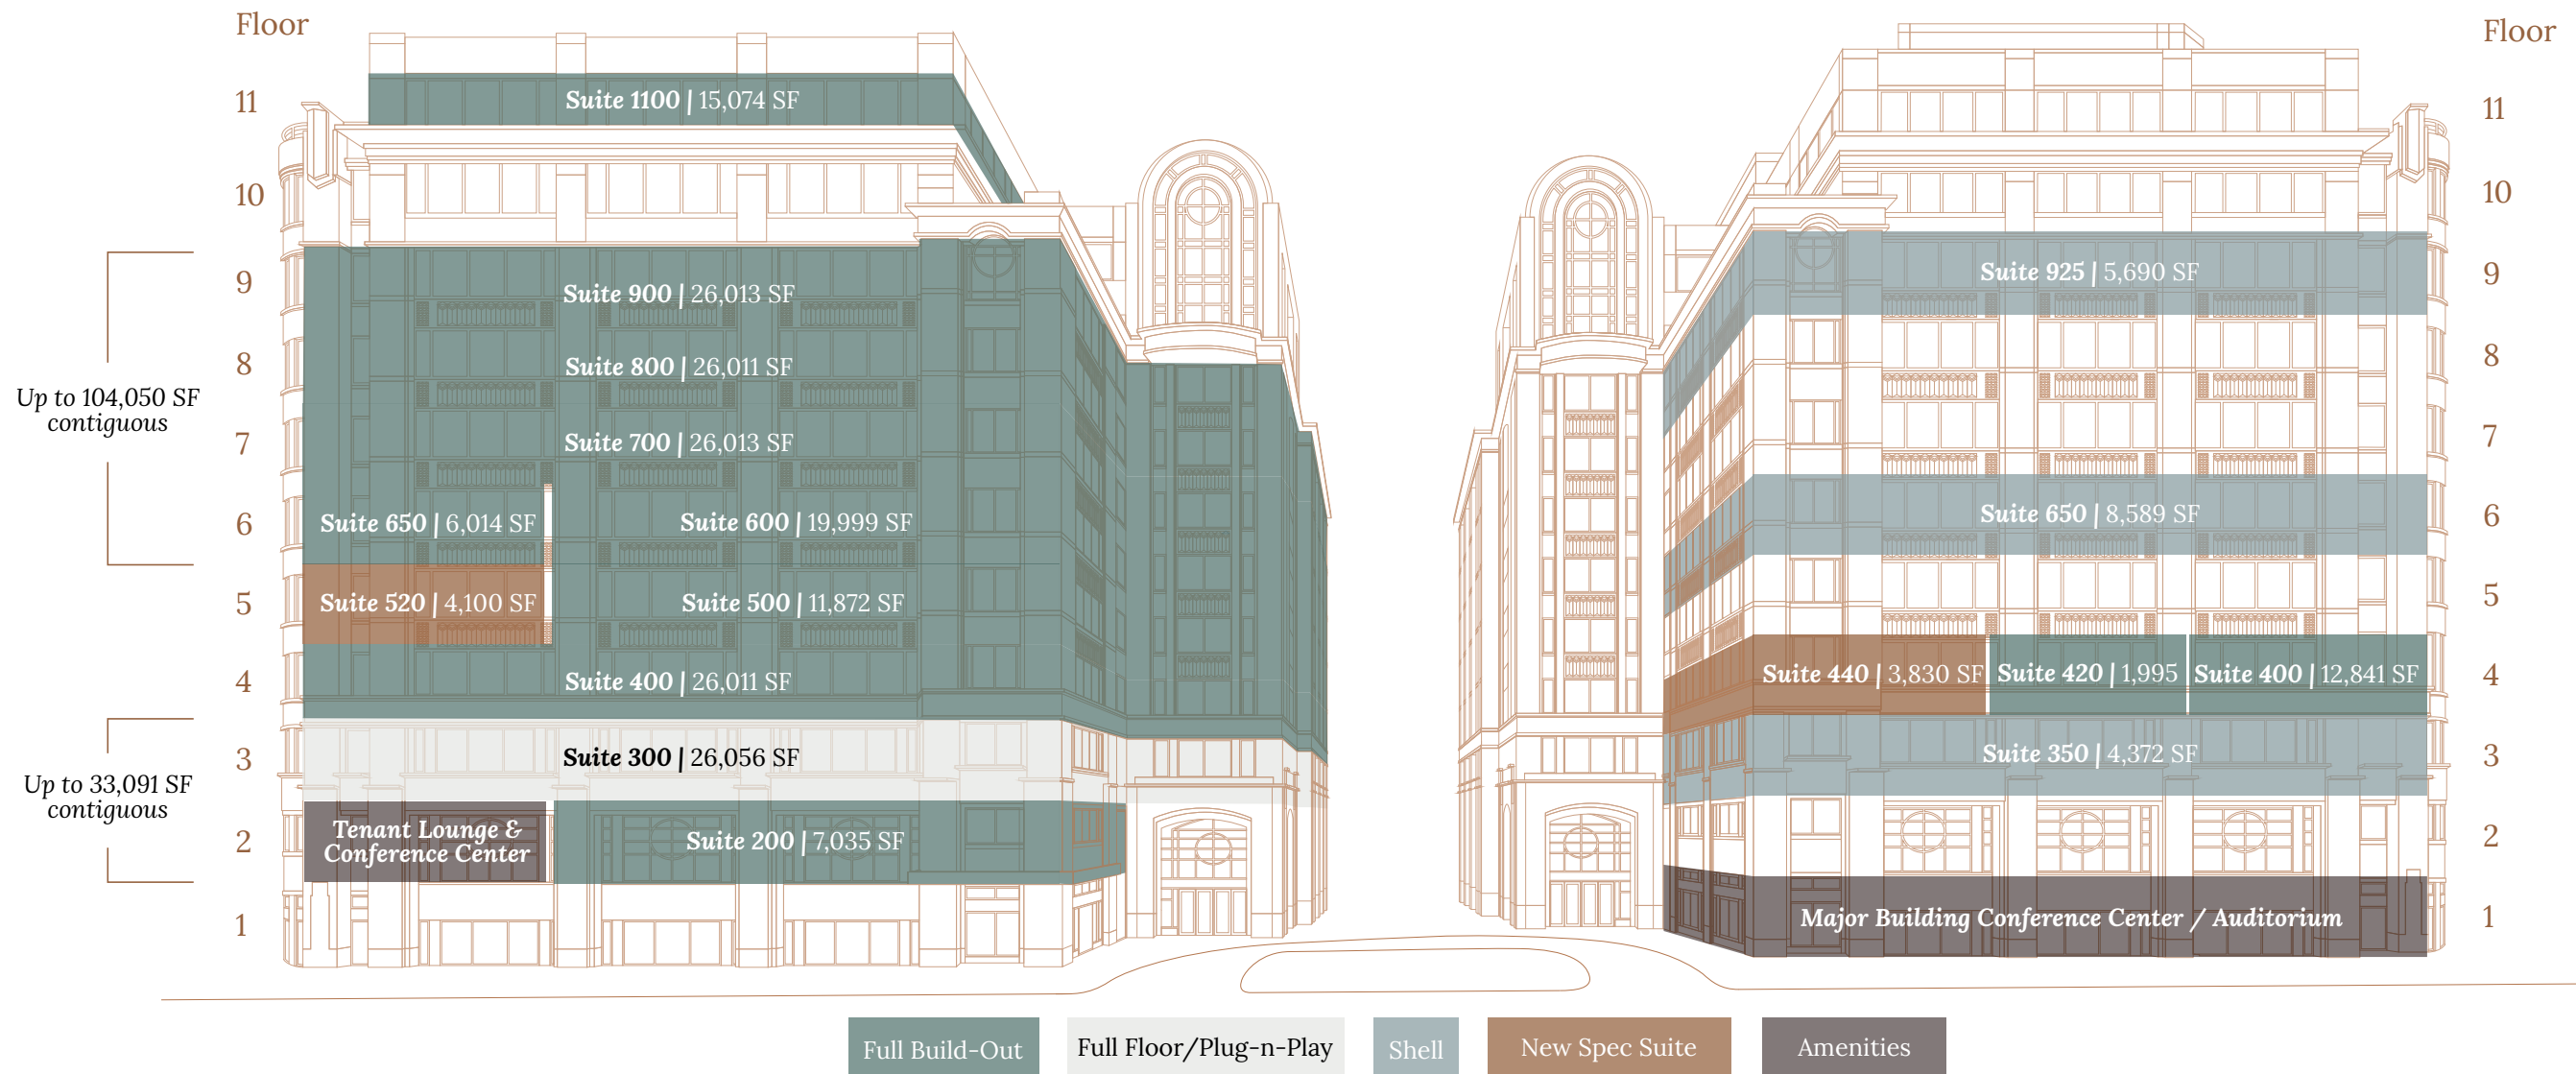 Floor
11
10
9
8
7
6
5
4
3
2
1
Up to 104,050 SF
contiguous
Up to 33,091 SF
contiguous
Suite 1100 | 15,074 SF
Suite 900 | 26,013 SF
Suite 800 | 26,011 SF
Suite 700 | 26,013 SF
Suite 650 | 6,014 SF
Suite 600 | 19,999 SF
Suite 520 | 4,100 SF
Suite 500 | 11,872 SF
Suite 400 | 26,011 SF
Suite 300 | 26,056 SF
Tenant Lounge &
Conference Center
Suite 200 | 7,035 SF
Floor
11
10
9
8
7
6
5
4
3
2
1
Suite 925 | 5,690 SF
Suite 650 | 8,589 SF
Suite 440 | 3,830 SF
Suite 420 | 1,995
Suite 400 | 12,841 SF
Suite 350 | 4,372 SF
Major Building Conference Center / Auditorium
Full Build-Out
Full Floor/Plug-n-Play
Shell
New Spec Suite
Amenities